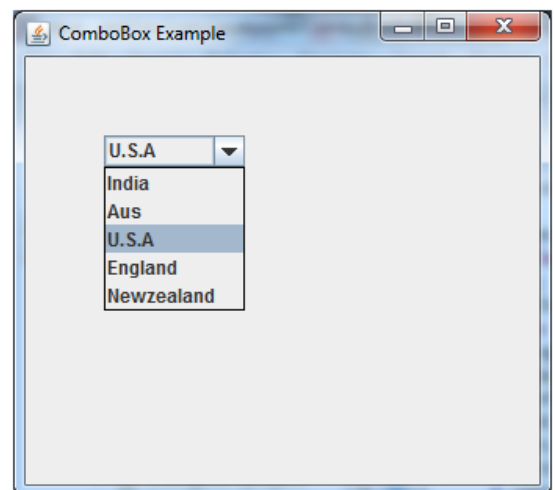 ComboBox Example
U.S.A
India
Aus
U.S.A
England
Newzealand